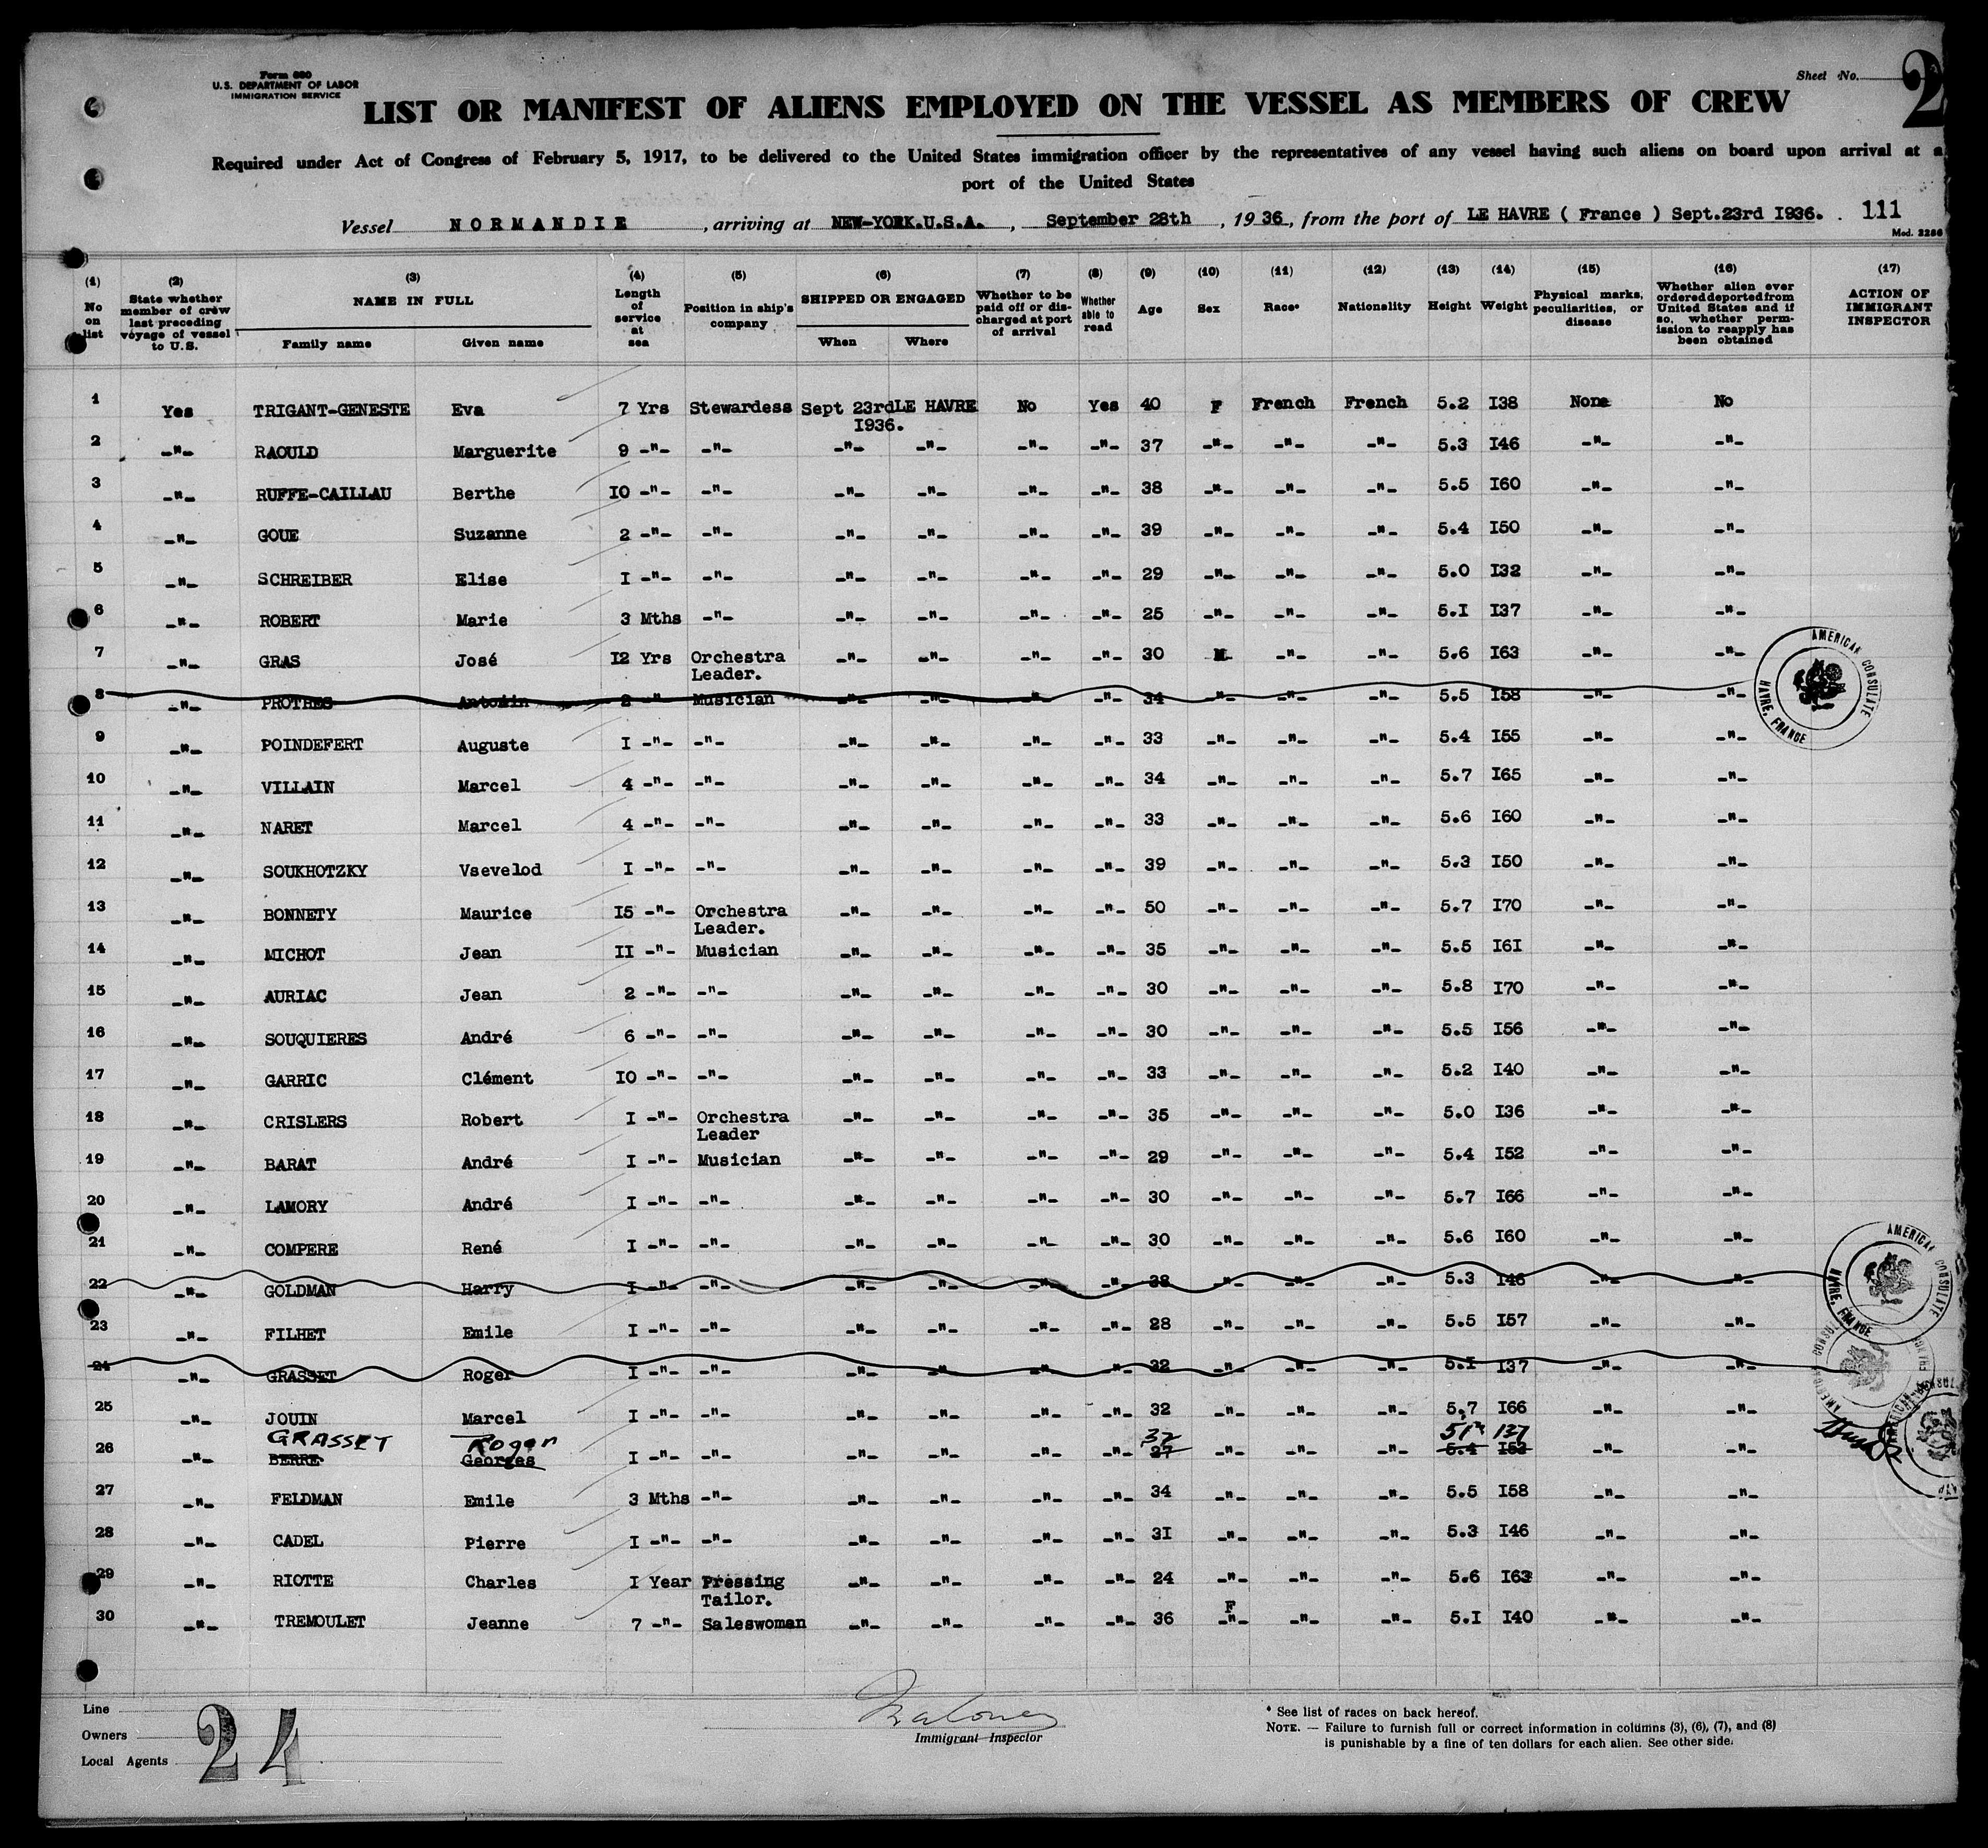 Form 680
U.S. DEPARTMENT OF LABOR
IMMIGRATION SERVICE
Sheet No. 2
LIST OR MANIFEST OF ALIENS EMPLOYED ON THE VESSEL AS MEMBERS OF CREW
Required under Act of Congress of February 5, 1917, to be delivered to the United States immigration officer by the representatives of any vessel having such aliens on board upon arrival at a
port of the United States
Vessel NORMANDIE, arriving at NEW-YORK.U.S.A., September 28th, 1936, from the port of LE HAVRE ( France ) Sept.23rd I936. 111
Mod. 2286
(1) No on list
(2) State whether member of crew last preceding voyage of vessel to U.S.
(3) NAME IN FULL Family name Given name
(4) Length of service at sea
(5) Position in ship's company
(6) SHIPPED OR ENGAGED When Where
(7) Whether to be paid off or discharged at port of arrival
(8) Whether able to read
(9) Age
(10) Sex
(11) Race*
(12) Nationality
(13) Height
(14) Weight
(15) Physical marks, peculiarities, or disease
(16) Whether alien ever ordered deported from United States and if so, whether permission to reapply has been obtained
(17) ACTION OF IMMIGRANT INSPECTOR
1 Yes TRIGANT-GENESTE Eva 7 Yrs Stewardess Sept 23rd I936. LE HAVRE No Yes 40 F French French 5.2 I38 None No
2 -"- RAOULD Marguerite 9 -"- -"- -"- -"- -"- -"- 37 -"- -"- -"- 5.3 I46 -"- -"-
3 -"- RUFFE-CAILLAU Berthe IO -"- -"- -"- -"- -"- -"- 38 -"- -"- -"- 5.5 I60 -"- -"-
4 -"- GOUE Suzanne 2 -"- -"- -"- -"- -"- -"- 39 -"- -"- -"- 5.4 I50 -"- -"-
5 -"- SCHREIBER Elise I -"- -"- -"- -"- -"- -"- 29 -"- -"- -"- 5.0 I32 -"- -"-
6 -"- ROBERT Marie 3 Mths -"- -"- -"- -"- -"- 25 -"- -"- -"- 5.I I37 -"- -"-
7 -"- GRAS José I2 Yrs Orchestra Leader. -"- -"- -"- -"- 30 M -"- -"- 5.6 I63 -"- -"-
8 -"- PROTHES 2 -"- Musician -"- -"- -"- -"- 34 -"- -"- -"- 5.5 I58 -"- -"-
9 -"- POINDEFERT Auguste I -"- -"- -"- -"- -"- -"- 33 -"- -"- -"- 5.4 I55 -"- -"-
10 -"- VILLAIN Marcel 4 -"- -"- -"- -"- -"- -"- 34 -"- -"- -"- 5.7 I65 -"- -"-
11 -"- NARET Marcel 4 -"- -"- -"- -"- -"- -"- 33 -"- -"- -"- 5.6 I60 -"- -"-
12 -"- SOUKHOTZKY Vsevelod I -"- -"- -"- -"- -"- -"- 39 -"- -"- -"- 5.3 I50 -"- -"-
13 -"- BONNETY Maurice I5 -"- Orchestra Leader. -"- -"- -"- -"- 50 -"- -"- -"- 5.7 I70 -"- -"-
14 -"- MICHOT Jean II -"- Musician -"- -"- -"- -"- 35 -"- -"- -"- 5.5 I6I -"- -"-
15 -"- AURIAC Jean 2 -"- -"- -"- -"- -"- -"- 30 -"- -"- -"- 5.8 I70 -"- -"-
16 -"- SOUQUIERES André 6 -"- -"- -"- -"- -"- -"- 30 -"- -"- -"- 5.5 I56 -"- -"-
17 -"- GARRIC Clément IO -"- -"- -"- -"- -"- -"- 33 -"- -"- -"- 5.2 I40 -"- -"-
18 -"- CRISLERS Robert I -"- Orchestra Leader -"- -"- -"- -"- 35 -"- -"- -"- 5.0 I36 -"- -"-
19 -"- BARAT André I -"- Musician -"- -"- -"- -"- 29 -"- -"- -"- 5.4 I52 -"- -"-
20 -"- LAMORY André I -"- -"- -"- -"- -"- -"- 30 -"- -"- -"- 5.7 I66 -"- -"-
21 -"- COMPERE René I -"- -"- -"- -"- -"- -"- 30 -"- -"- -"- 5.6 I60 -"- -"-
22 -"- GOLDMAN Harry I -"- -"- -"- -"- -"- -"- 38 -"- -"- -"- 5.3 I46 -"- -"-
23 -"- FILHET Emile I -"- -"- -"- -"- -"- -"- 28 -"- -"- -"- 5.5 I57 -"- -"-
24 -"- GRASSET Roger I -"- -"- -"- -"- -"- -"- 32 -"- -"- -"- 5.I I37 -"- -"-
25 -"- JOUIN Marcel I -"- -"- -"- -"- -"- -"- 32 -"- -"- -"- 5.7 I66 -"- -"-
GRASSET Roger 32 5'1" 137
26 -"- BERRE Georges I -"- -"- -"- -"- -"- -"- 27 -"- -"- -"- 5.4 I52 -"- -"-
27 -"- FELDMAN Emile 3 Mths -"- -"- -"- -"- -"- 34 -"- -"- -"- 5.5 I58 -"- -"-
28 -"- CADEL Pierre I -"- -"- -"- -"- -"- -"- 3I -"- -"- -"- 5.3 I46 -"- -"-
29 -"- RIOTTE Charles I Year Pressing Tailor. -"- -"- -"- -"- 24 -"- -"- -"- 5.6 I63 -"- -"-
30 -"- TREMOULET Jeanne 7 -"- Saleswoman -"- -"- -"- -"- 36 F -"- -"- -"- 5.I I40 -"- -"-
AMERICAN CONSULATE HAVRE, FRANCE
AMERICAN CONSULATE HAVRE, FRANCE
Line
Owners
Local Agents
24
Immigrant Inspector
* See list of races on back hereof.
NOTE. — Failure to furnish full or correct information in columns (3), (6), (7), and (8)
is punishable by a fine of ten dollars for each alien. See other side.